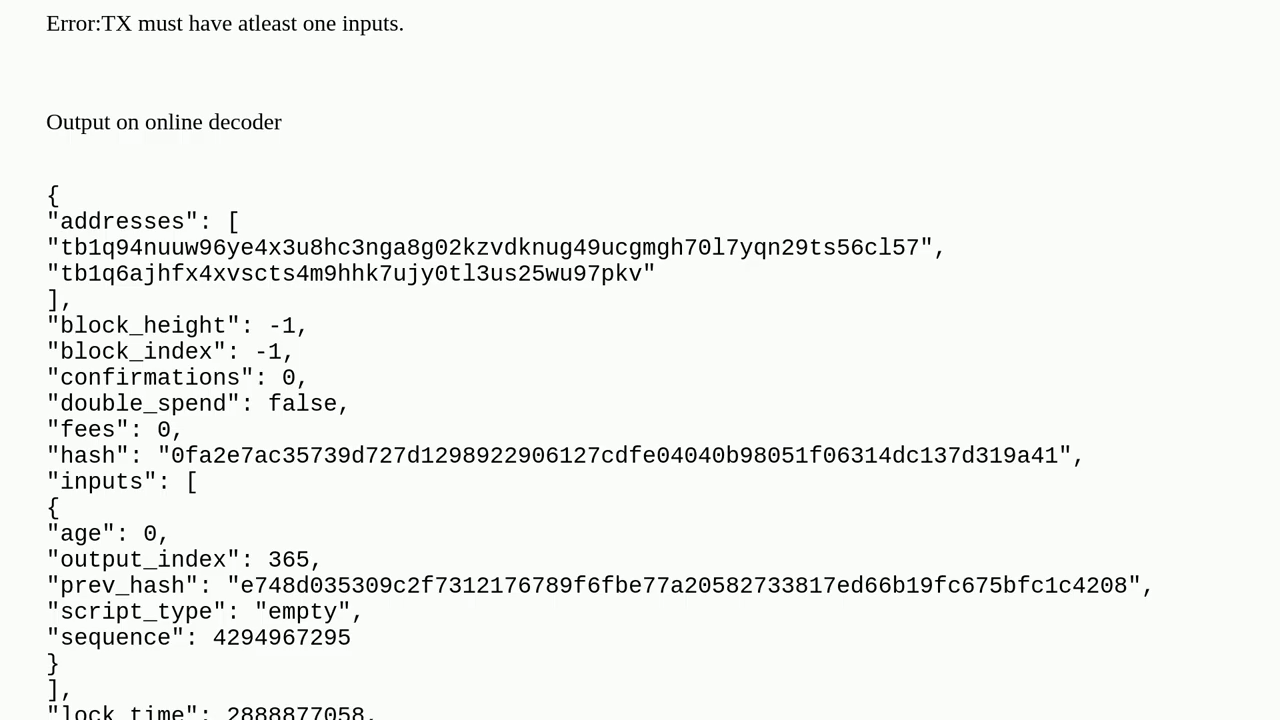 Error:TX must have atleast one inputs.
Output on online decoder
{
"addresses": [
"tb1q94nuuw96ye4x3u8hc3nga8g02kzvdknug49ucgmgh70l7yqn29ts56cl57",
"tb1q6ajhfx4xvscts4m9hhk7ujy0tl3us25wu97pkv"
],
"block_height": -1,
"block_index": -1,
"confirmations": 0,
"double_spend": false,
"fees": 0,
"hash": "0fa2e7ac35739d727d1298922906127cdfe04040b98051f06314dc137d319a41",
"inputs": [
{
"age": 0,
"output_index": 365,
"prev_hash": "e748d035309c2f7312176789f6fbe77a20582733817ed66b19fc675bfc1c4208",
"script_type": "empty",
"sequence": 4294967295
}
],
"lock_time": 2888877058,